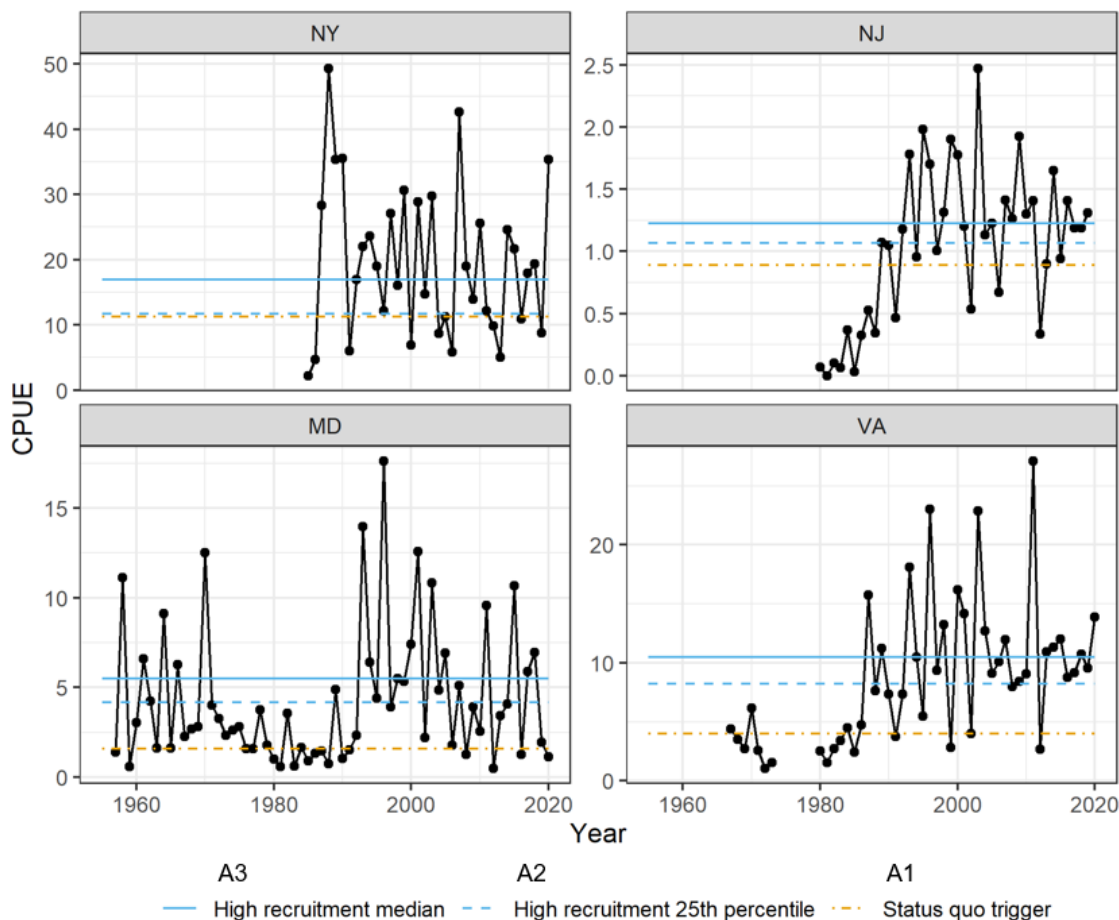 NY NJ
50
40
30
20
10
0
2.5
2.0
1.5
1.0
0.5
0.0
CPUE
MD VA
15
10
5
0
20
10
0
1960 1980 2000 2020 1960 1980 2000 2020
Year
A3 A2 A1
High recruitment median High recruitment 25th percentile Status quo trigger